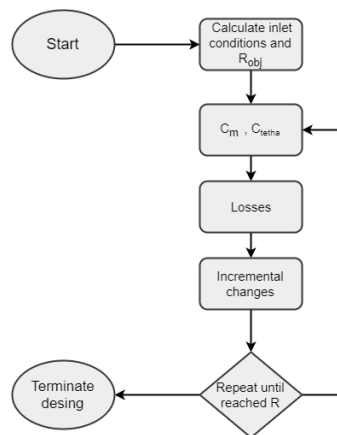 Start
Calculate inlet
conditions and
Robj
Cm , Ctetha
Losses
Incremental
changes
Repeat until
reached R
Terminate
desing